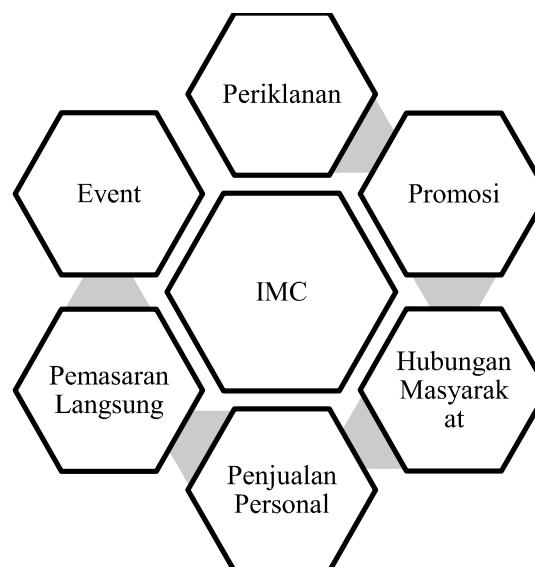 Periklanan
Event
Promosi
IMC
Hubungan
Masyarak
at
Pemasaran
Langsung
Penjualan
Personal